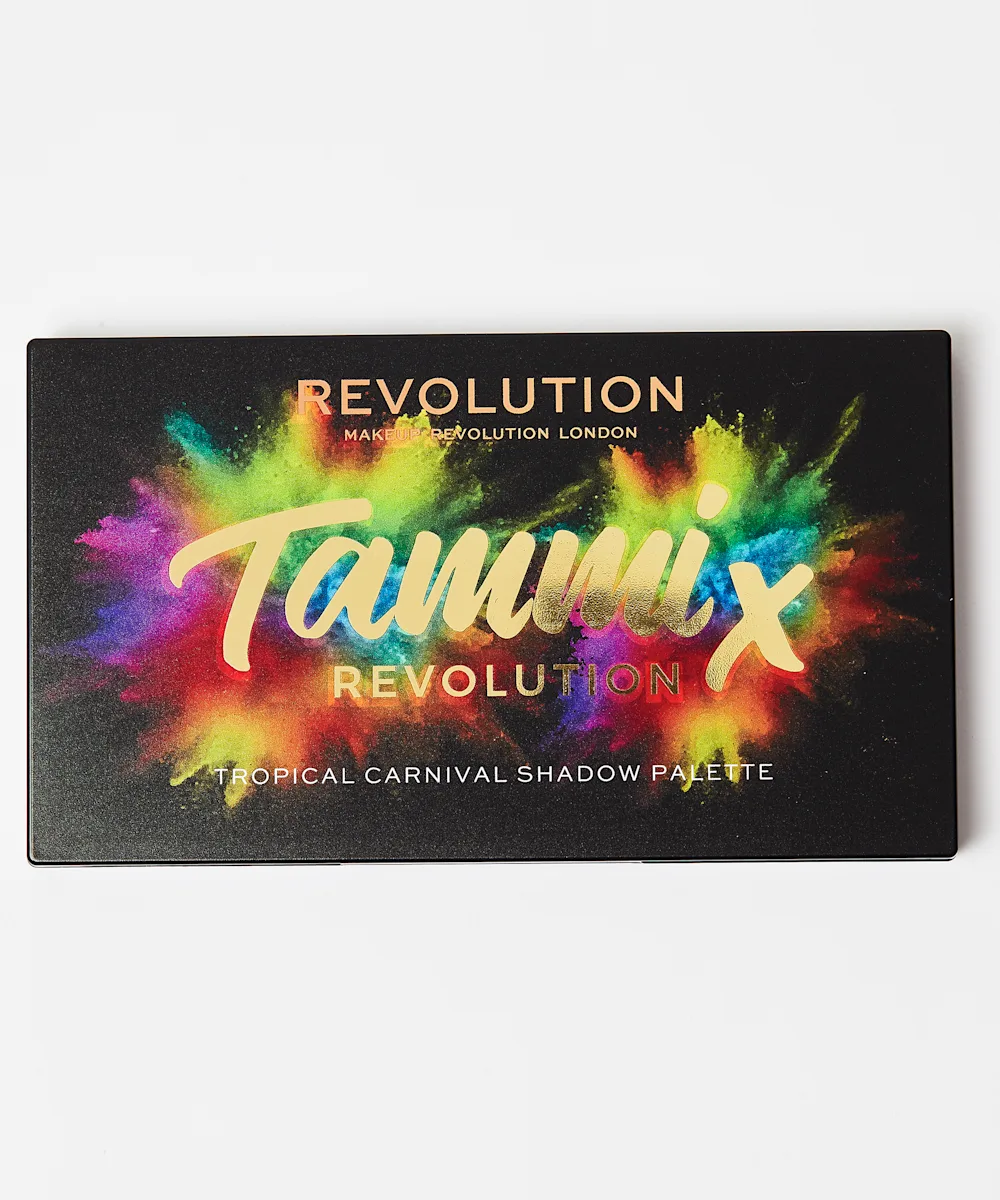 REVOLUTION
MAKEUP REVOLUTION LONDON
Tammi x
REVOLUTION
TROPICAL CARNIVAL SHADOW PALETTE